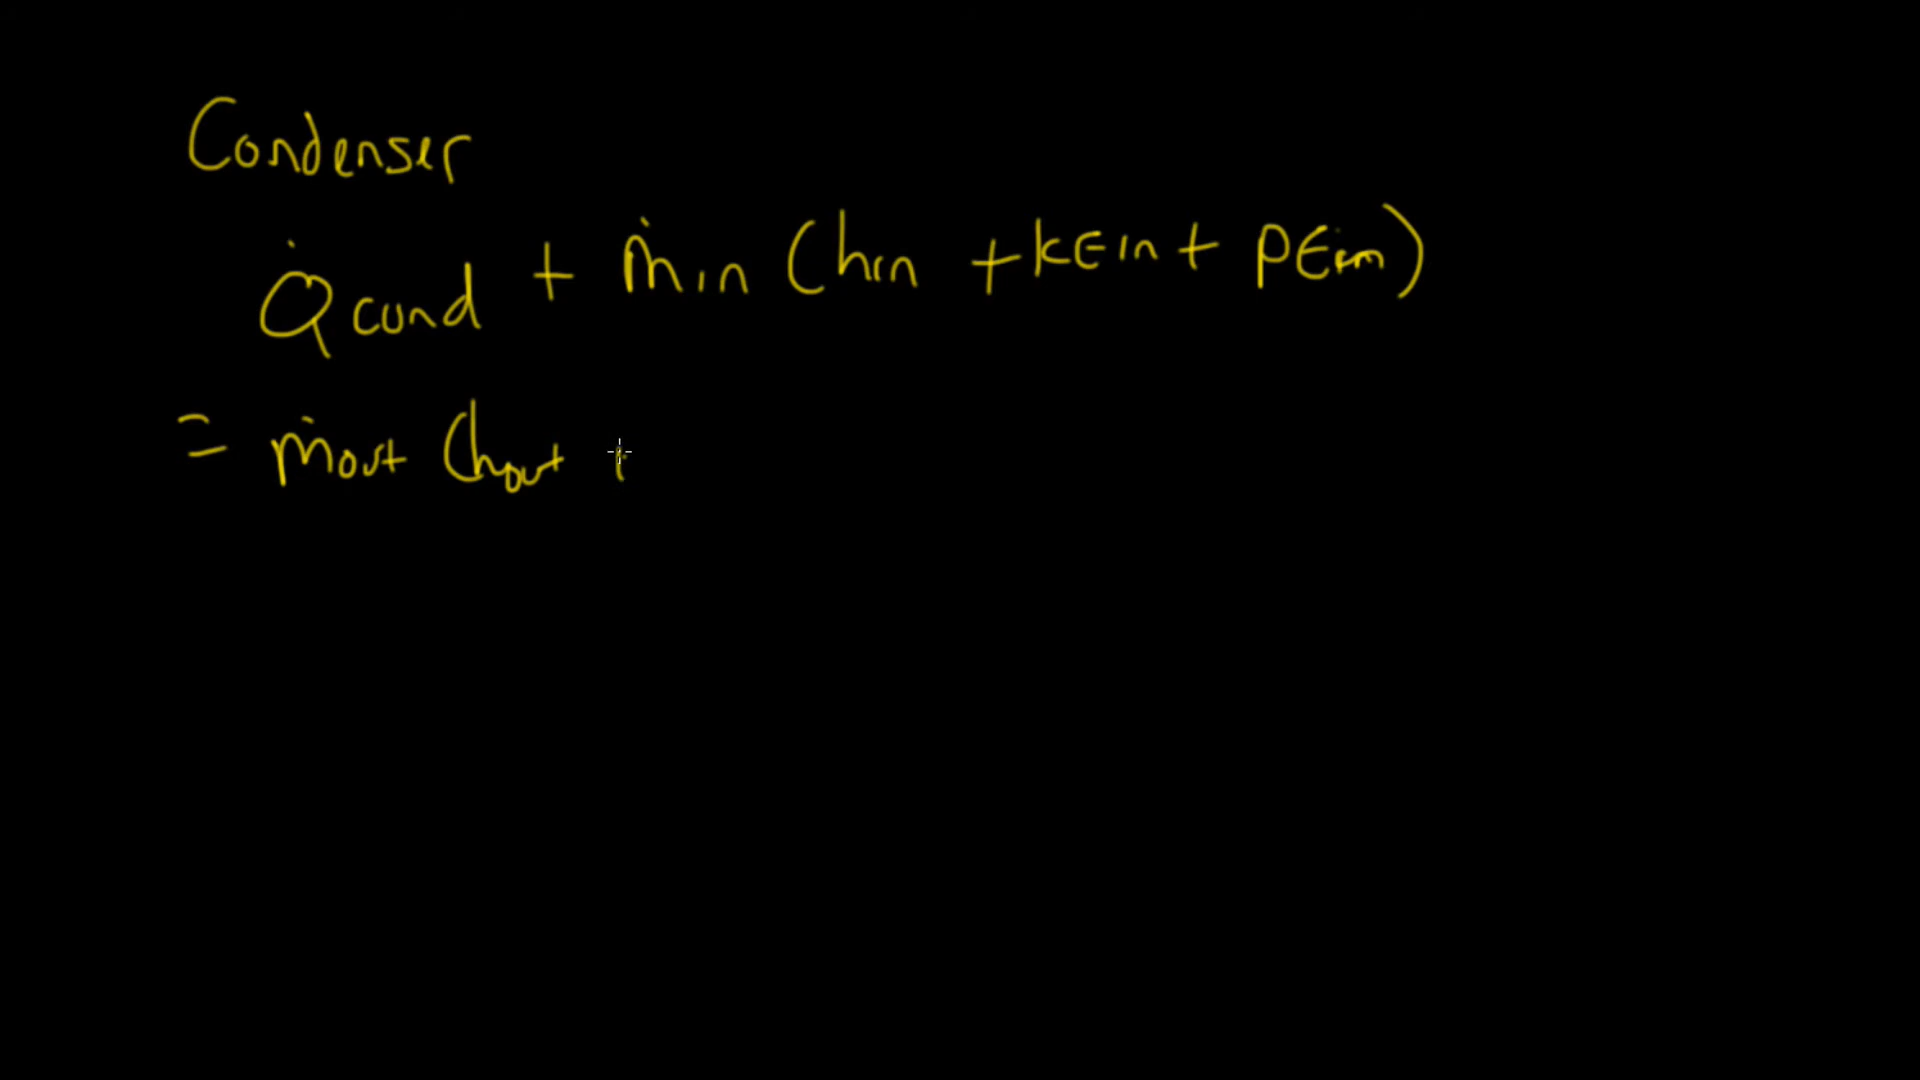 Condenser
Q̇cond + ṁin (hin + KEin + PEin)
= ṁout (hout +